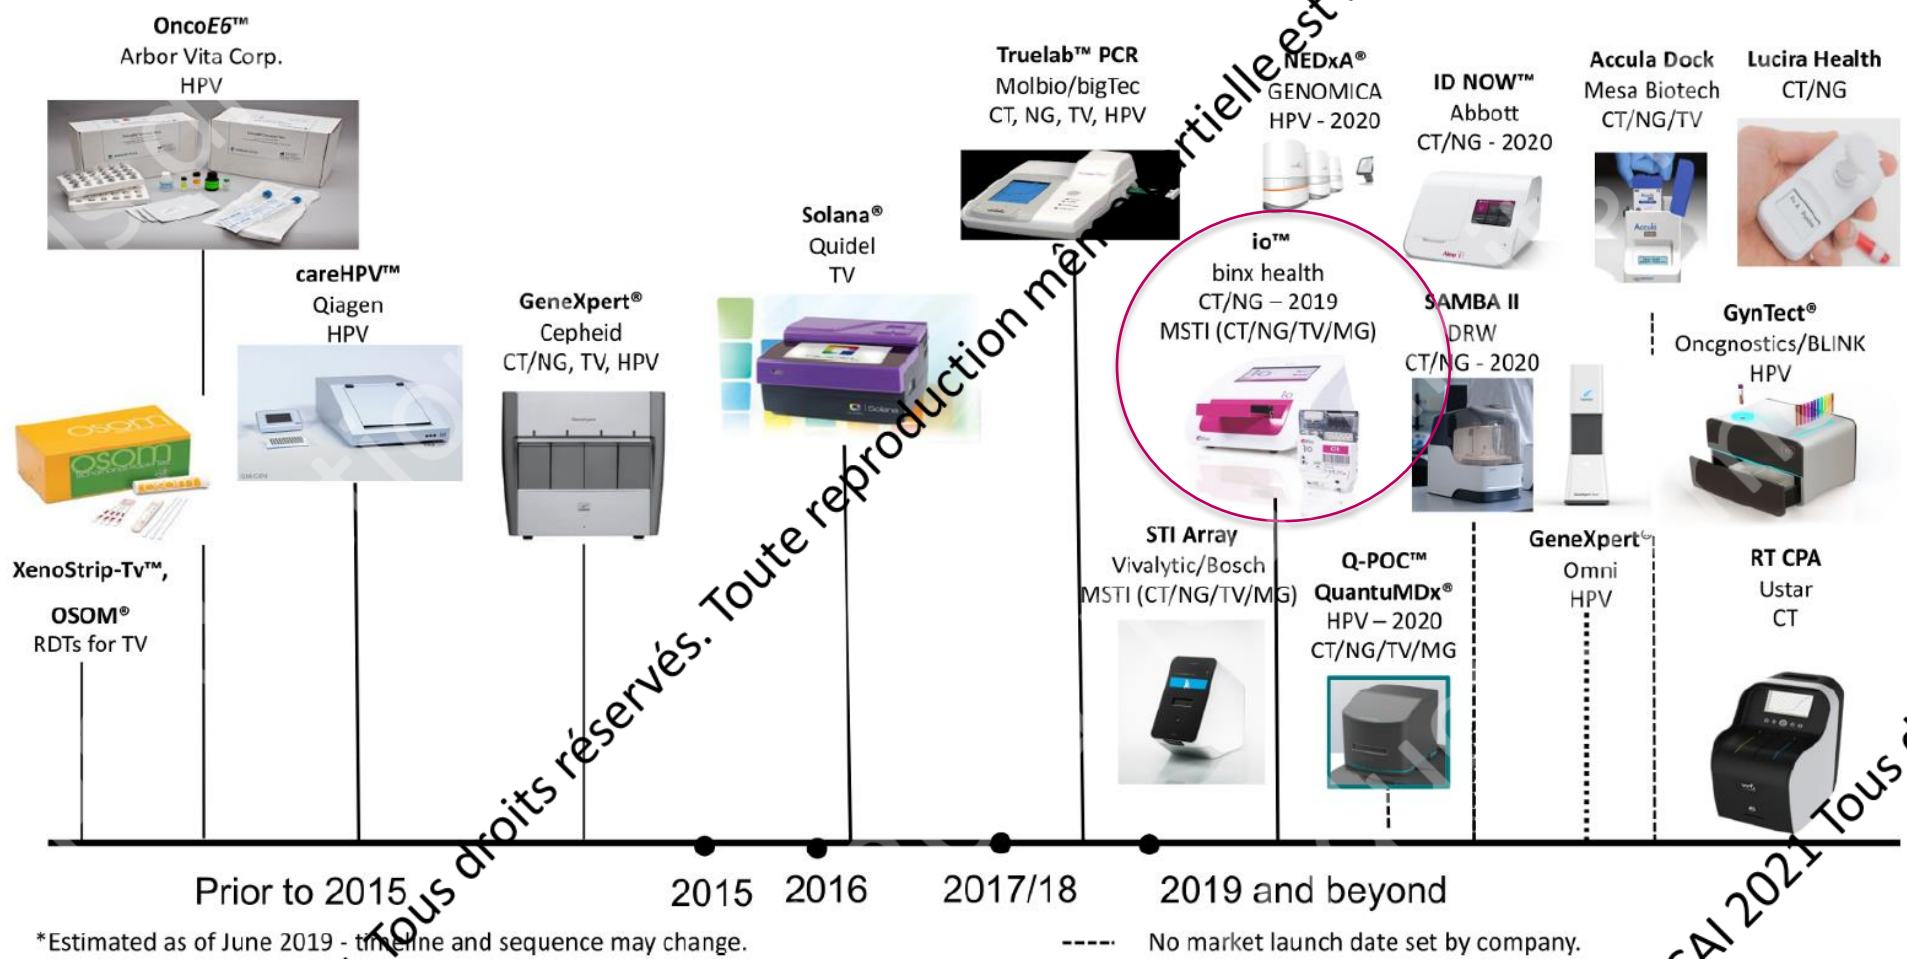 OncoE6™
Arbor Vita Corp.
HPV
careHPV™
Qiagen
HPV
OSOM
OSOM
XenoStrip-Tv™,
OSOM®
RDTs for TV
GeneXpert®
Cepheid
CT/NG, TV, HPV
Solana®
Quidel
TV
Solana
Truelab™ PCR
Molbio/bigTec
CT, NG, TV, HPV
NEDxA®
GENOMICA
HPV - 2020
io™
binx health
CT/NG – 2019
MSTI (CT/NG/TV/MG)
io
STI Array
Vivalytic/Bosch
MSTI (CT/NG/TV/MG)
ID NOW™
Abbott
CT/NG - 2020
SAMBA II
DRW
CT/NG - 2020
Q-POC™
QuantuMDx®
HPV – 2020
CT/NG/TV/MG
Accula Dock
Mesa Biotech
CT/NG/TV
Accula
GeneXpert®
Omni
HPV
Lucira Health
CT/NG
GynTect®
Oncgnostics/BLINK
HPV
RT CPA
Ustar
CT
Prior to 2015
2015
2016
2017/18
2019 and beyond
*Estimated as of June 2019 - timeline and sequence may change.
No market launch date set by company.
Tous droits réservés. Toute reproduction même partielle est
CAI 2021 Tous